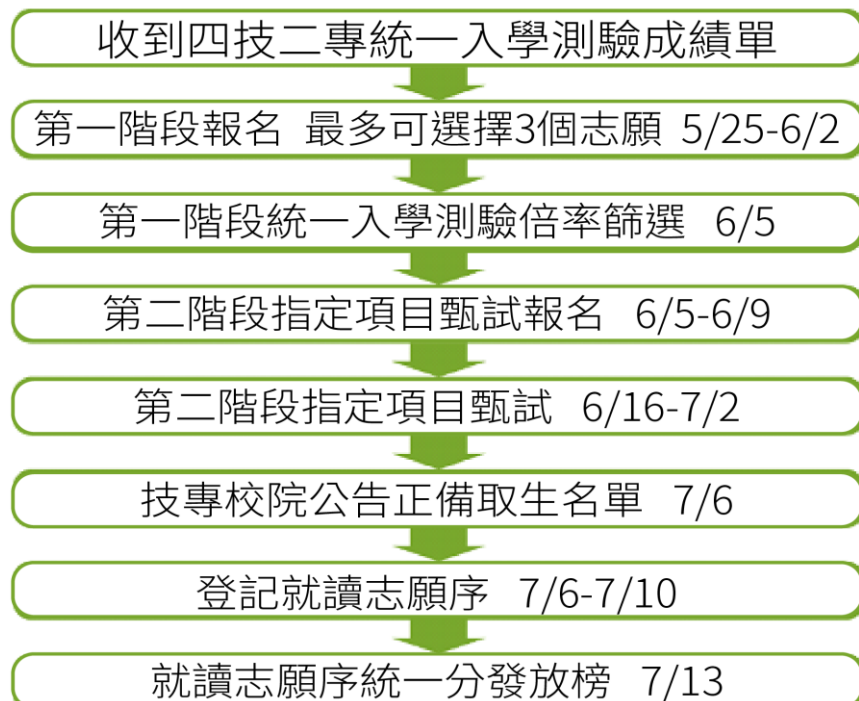 收到四技二專統一入學測驗成績單
第一階段報名 最多可選擇3個志願 5/25-6/2
第一階段統一入學測驗倍率篩選 6/5
第二階段指定項目甄試報名 6/5-6/9
第二階段指定項目甄試 6/16-7/2
技專校院公告正備取生名單 7/6
登記就讀志願序 7/6-7/10
就讀志願序統一分發放榜 7/13